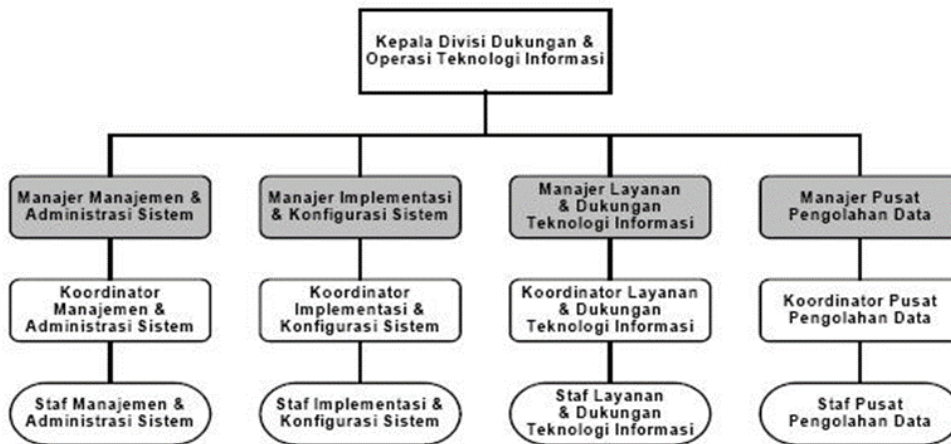 Kepala Divisi Dukungan &
Operasi Teknologi Informasi
Manajer Manajemen &
Administrasi Sistem
Manajer Implementasi
& Konfigurasi Sistem
Manajer Layanan
& Dukungan
Teknologi Informasi
Manajer Pusat
Pengolahan Data
Koordinator
Manajemen &
Administrasi Sistem
Koordinator
Implementasi &
Konfigurasi Sistem
Koordinator Layanan
& Dukungan
Teknologi Informasi
Koordinator Pusat
Pengolahan Data
Staf Manajemen &
Administrasi Sistem
Staf Implementasi &
Konfigurasi Sistem
Staf Layanan
& Dukungan
Teknologi Informasi
Staf Pusat
Pengolahan Data